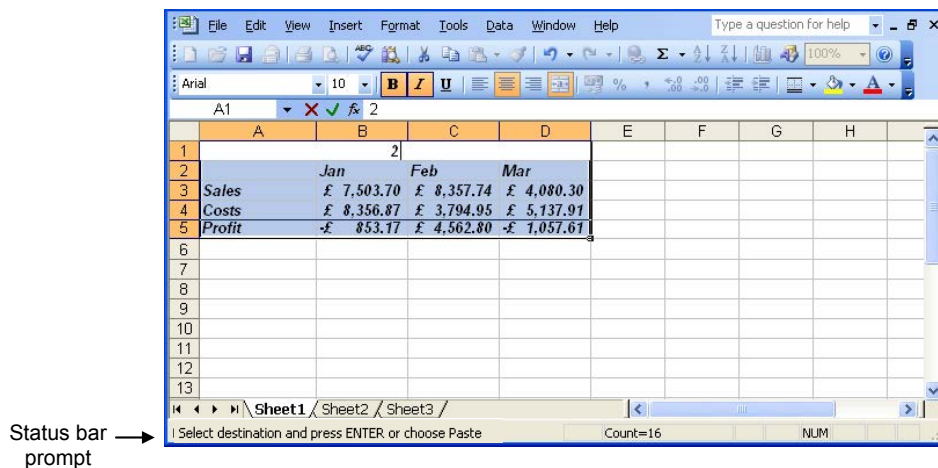 File Edit View Insert Format Tools Data Window Help Type a question for help
ABC Σ A Z Z A 100%
Arial 10 B I U % , A
A1 fx 2
A B C D E F G H
1 2
2 Jan Feb Mar
3 Sales £ 7,503.70 £ 8,357.74 £ 4,080.30
4 Costs £ 8,356.87 £ 3,794.95 £ 5,137.91
5 Profit -£ 853.17 £ 4,562.80 -£ 1,057.61
6
7
8
9
10
11
12
13
Sheet1 Sheet2 Sheet3
Select destination and press ENTER or choose Paste Count=16 NUM
Status bar
prompt